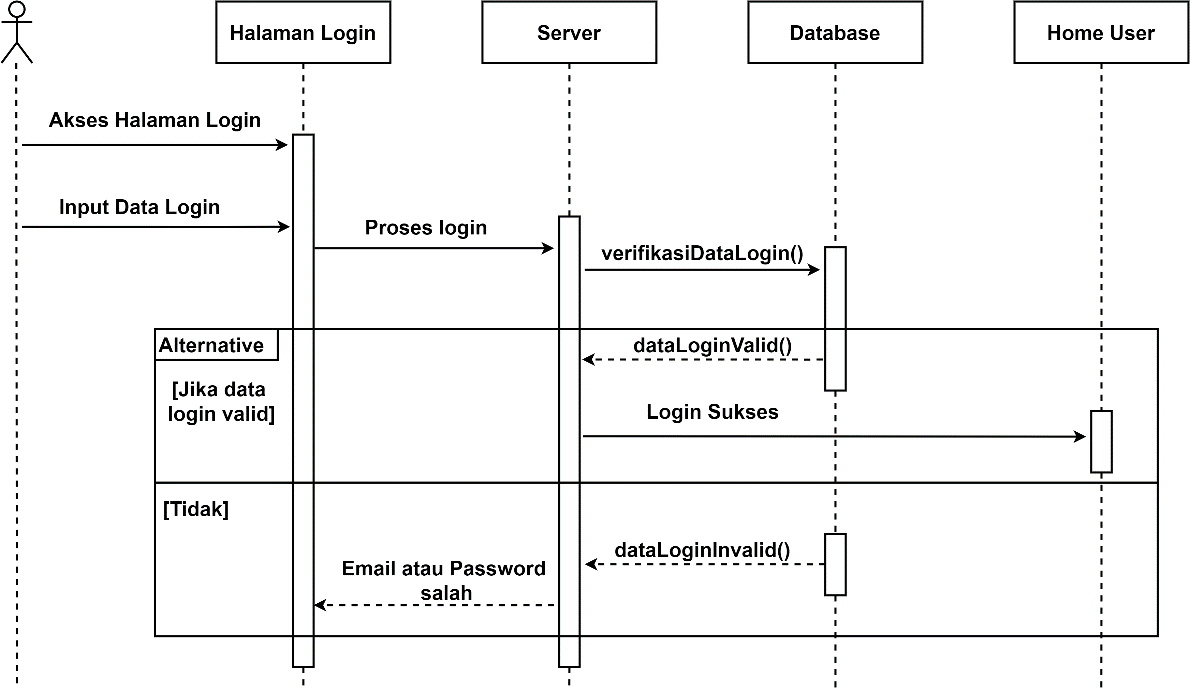 Halaman Login
Server
Database
Home User
Akses Halaman Login
Input Data Login
Proses login
verifikasiDataLogin()
Alternative
dataLoginValid()
[Jika data
login valid]
Login Sukses
[Tidak]
dataLoginInvalid()
Email atau Password
salah